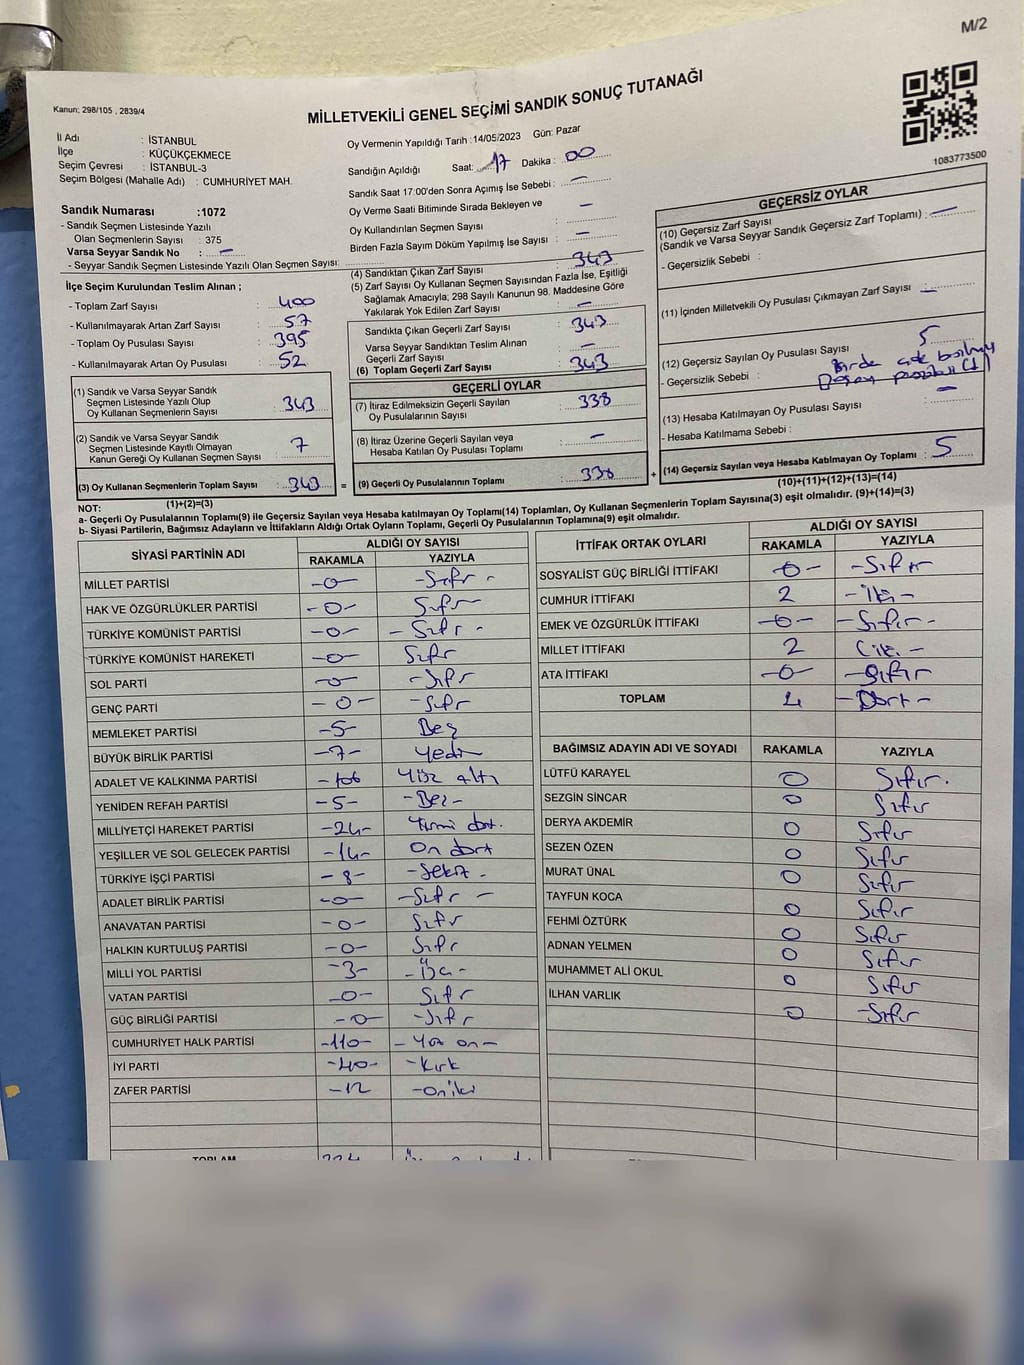 M/2
Kanun; 298/105 , 2839/4
MİLLETVEKİLİ GENEL SEÇİMİ SANDIK SONUÇ TUTANAĞI
1083773500
İl Adı : İSTANBUL
İlçe : KÜÇÜKÇEKMECE
Seçim Çevresi : İSTANBUL-3
Seçim Bölgesi (Mahalle Adı) : CUMHURİYET MAH.
Sandık Numarası :1072
- Sandık Seçmen Listesinde Yazılı
Olan Seçmenlerin Sayısı : 375
Varsa Seyyar Sandık No : -
- Seyyar Sandık Seçmen Listesinde Yazılı Olan Seçmen Sayısı:
Oy Vermenin Yapıldığı Tarih :14/05/2023 Gün: Pazar
Sandığın Açıldığı Saat: 17 Dakika : 00
Sandık Saat 17:00'den Sonra Açımış İse Sebebi : -
Oy Verme Saati Bitiminde Sırada Bekleyen ve -
Oy Kullandırılan Seçmen Sayısı :
Birden Fazla Sayım Döküm Yapılmış İse Sayısı : -
İlçe Seçim Kurulundan Teslim Alınan ;
- Toplam Zarf Sayısı : 400
- Kullanılmayarak Artan Zarf Sayısı : 57
- Toplam Oy Pusulası Sayısı : 395
- Kullanılmayarak Artan Oy Pusulası : 52
(1) Sandık ve Varsa Seyyar Sandık
Seçmen Listesinde Yazılı Olup
Oy Kullanan Seçmenlerin Sayısı : 343
(2) Sandık ve Varsa Seyyar Sandık
Seçmen Listesinde Kayıtlı Olmayan
Kanun Gereği Oy Kullanan Seçmen Sayısı : 7
(3) Oy Kullanan Seçmenlerin Toplam Sayısı : 343 =
(1)+(2)=(3)
(4) Sandıktan Çıkan Zarf Sayısı : 343
(5) Zarf Sayısı Oy Kullanan Seçmen Sayısından Fazla İse, Eşitliği
Sağlamak Amacıyla; 298 Sayılı Kanunun 98. Maddesine Göre
Yakılarak Yok Edilen Zarf Sayısı : -
Sandıkta Çıkan Geçerli Zarf Sayısı : 343
Varsa Seyyar Sandıktan Teslim Alınan
Geçerli Zarf Sayısı : -
(6) Toplam Geçerli Zarf Sayısı : 343
GEÇERLİ OYLAR
(7) İtiraz Edilmeksizin Geçerli Sayılan
Oy Pusulalarının Sayısı : 338
(8) İtiraz Üzerine Geçerli Sayılan veya
Hesaba Katılan Oy Pusulası Toplamı : -
(9) Geçerli Oy Pusulalarının Toplamı : 338 +
GEÇERSİZ OYLAR
(10) Geçersiz Zarf Sayısı
(Sandık ve Varsa Seyyar Sandık Geçersiz Zarf Toplamı) : -
- Geçersizlik Sebebi :
(11) İçinden Milletvekili Oy Pusulası Çıkmayan Zarf Sayısı : -
(12) Geçersiz Sayılan Oy Pusulası Sayısı : 5
- Geçersizlik Sebebi :
(13) Hesaba Katılmayan Oy Pusulası Sayısı : -
- Hesaba Katılmama Sebebi :
(14) Geçersiz Sayılan veya Hesaba Katılmayan Oy Toplamı : 5
(10)+(11)+(12)+(13)=(14)
NOT:
a- Geçerli Oy Pusulalarının Toplamı(9) ile Geçersiz Sayılan veya Hesaba katılmayan Oy Toplamı(14) Toplamları, Oy Kullanan Seçmenlerin Toplam Sayısına(3) eşit olmalıdır. (9)+(14)=(3)
b- Siyasi Partilerin, Bağımsız Adayların ve İttifakların Aldığı Ortak Oyların Toplamı, Geçerli Oy Pusulalarının Toplamına(9) eşit olmalıdır.
SİYASİ PARTİNİN ADI ALDIĞI OY SAYISI
RAKAMLA YAZIYLA
MİLLET PARTİSİ -0- -Sıfır-
HAK VE ÖZGÜRLÜKLER PARTİSİ -0- Sıfır
TÜRKİYE KOMÜNİST PARTİSİ -0- -Sıfır-
TÜRKİYE KOMÜNİST HAREKETİ -0- Sıfır
SOL PARTİ -0- -Sıfır
GENÇ PARTİ -0- -Sıfır
MEMLEKET PARTİSİ -5- Beş
BÜYÜK BİRLİK PARTİSİ -7- Yedi
ADALET VE KALKINMA PARTİSİ -106 Yüz altı
YENİDEN REFAH PARTİSİ -5- -Beş-
MİLLİYETÇİ HAREKET PARTİSİ -24- Yirmi dört.
YEŞİLLER VE SOL GELECEK PARTİSİ -14- On dört
TÜRKİYE İŞÇİ PARTİSİ -8- -Sekiz-
ADALET BİRLİK PARTİSİ -0- -Sıfır-
ANAVATAN PARTİSİ -0- Sıfır
HALKIN KURTULUŞ PARTİSİ -0- Sıfır
MİLLİ YOL PARTİSİ -3- -Üç-
VATAN PARTİSİ -0- Sıfır
GÜÇ BİRLİĞİ PARTİSİ -0- -Sıfır
CUMHURİYET HALK PARTİSİ -110- -Yüz on-
İYİ PARTİ -40- -Kırk
ZAFER PARTİSİ -12 -Oniki
TOPLAM 334
İTTİFAK ORTAK OYLARI ALDIĞI OY SAYISI
RAKAMLA YAZIYLA
SOSYALİST GÜÇ BİRLİĞİ İTTİFAKI -0- -Sıfır
CUMHUR İTTİFAKI 2 -İki-
EMEK VE ÖZGÜRLÜK İTTİFAKI -0- -Sıfır-
MİLLET İTTİFAKI 2 İki-
ATA İTTİFAKI -0- -Sıfır
TOPLAM 4 -Dört-
BAĞIMSIZ ADAYIN ADI VE SOYADI RAKAMLA YAZIYLA
LÜTFÜ KARAYEL 0 Sıfır.
SEZGİN SİNCAR 0 Sıfır
DERYA AKDEMİR 0 Sıfır
SEZEN ÖZEN 0 Sıfır
MURAT ÜNAL 0 Sıfır
TAYFUN KOCA 0 Sıfır
FEHMİ ÖZTÜRK 0 Sıfır
ADNAN YELMEN 0 Sıfır
MUHAMMET ALİ OKUL 0 Sıfır
İLHAN VARLIK 0 -Sıfır